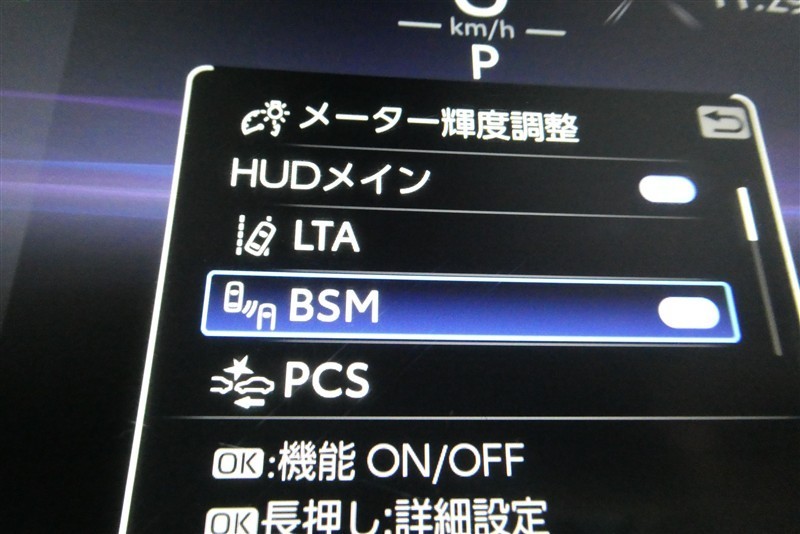 km/h
P
メーター輝度調整
HUDメイン
LTA
BSM
PCS
OK:機能 ON/OFF
OK長押し:詳細設定